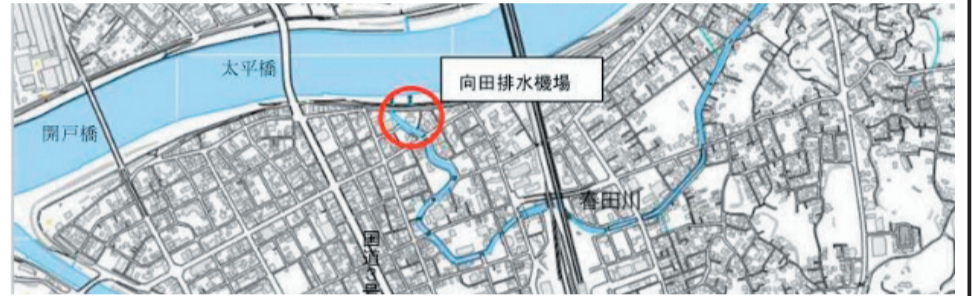 太平橋
向田排水機場
開戸橋
春田川
国道3号